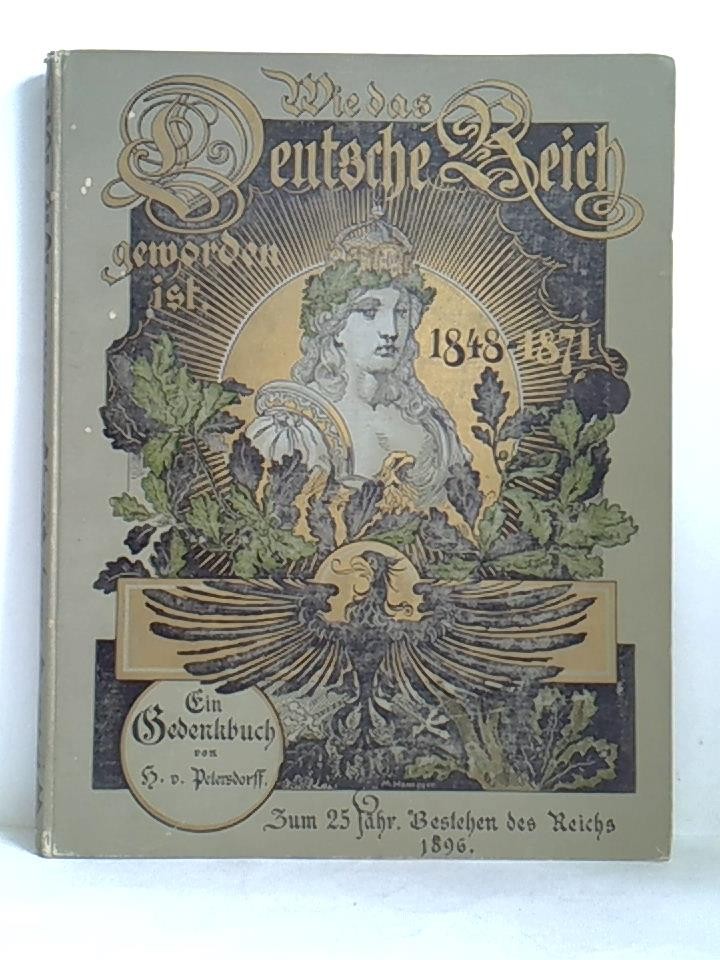 Wie das
Deutsche Reich
geworden
ist.
1848-1871
Ein
Gedenkbuch
von
H. v. Petersdorff.
Zum 25 Jähr. Bestehen des Reichs
1896.